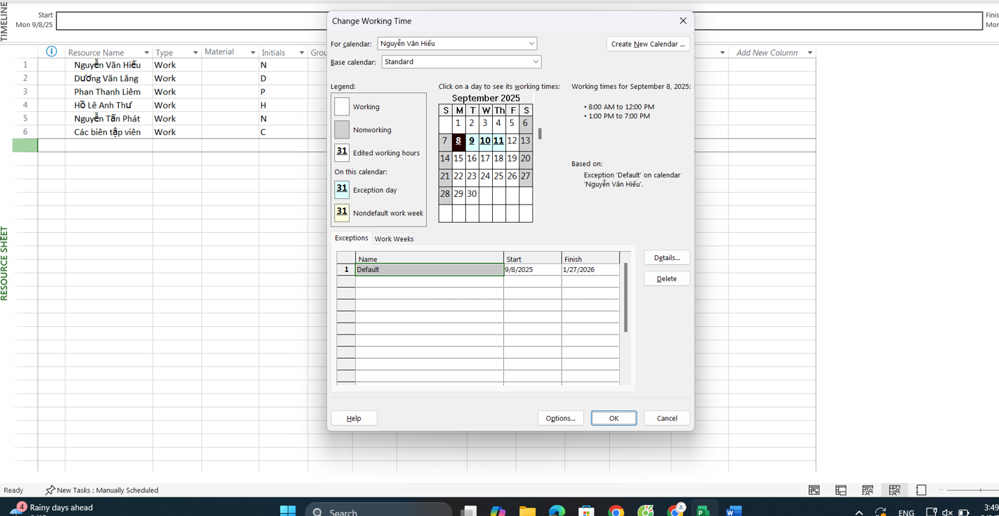 TIMELINE
Start
Mon 9/8/25
Finis
Mon
Change Working Time
For calendar: Nguyễn Văn Hiếu
Create New Calendar ...
Base calendar: Standard
Legend:
Working
Nonworking
31 Edited working hours
On this calendar:
31 Exception day
31 Nondefault work week
Click on a day to see its working times:
September 2025
S M T W Th F S
1 2 3 4 5 6
7 8 9 10 11 12 13
14 15 16 17 18 19 20
21 22 23 24 25 26 27
28 29 30
Working times for September 8, 2025:
• 8:00 AM to 12:00 PM
• 1:00 PM to 7:00 PM
Based on:
Exception 'Default' on calendar
'Nguyễn Văn Hiếu'.
Exceptions Work Weeks
Name Start Finish
1 Default 9/8/2025 1/27/2026
Details...
Delete
Help Options... OK Cancel
RESOURCE SHEET
Resource Name Type Material Initials Grou Add New Column
1 Nguyễn Văn Hiếu Work N
2 Dương Văn Lăng Work D
3 Phan Thanh Liêm Work P
4 Hồ Lê Anh Thư Work H
5 Nguyễn Tấn Phát Work N
6 Các biên tập viên Work C
Ready New Tasks : Manually Scheduled
4 Rainy days ahead
Search
ENG
3:49